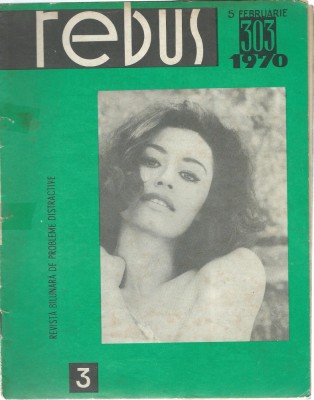 rebus
5 FEBRUARIE
303
1970
REVISTĂ BILUNARĂ DE PROBLEME DISTRACTIVE
3